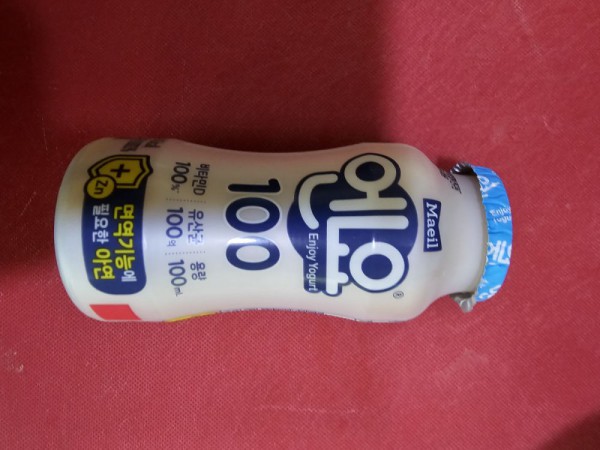 Maeil
엔요
®
Enjoy Yogurt
100
비타민D 유산균 용량
100% 100억 100mL
+
Zn
면역기능에
필요한 아연